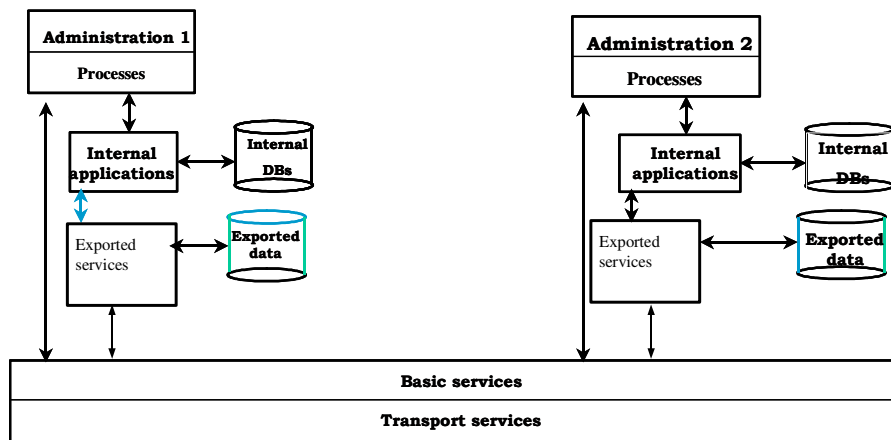 Administration 1
Processes
Internal
applications
Internal
DBs
Exported
services
Exported
data
Administration 2
Processes
Internal
applications
Internal
DBs
Exported
services
Exported
data
Basic services
Transport services